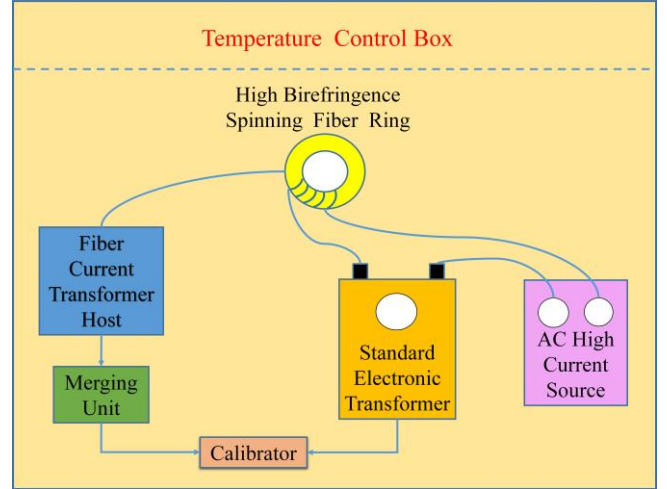 Temperature Control Box
High Birefringence
Spinning Fiber Ring
Fiber
Current
Transformer
Host
Merging
Unit
Calibrator
Standard
Electronic
Transformer
AC High
Current
Source